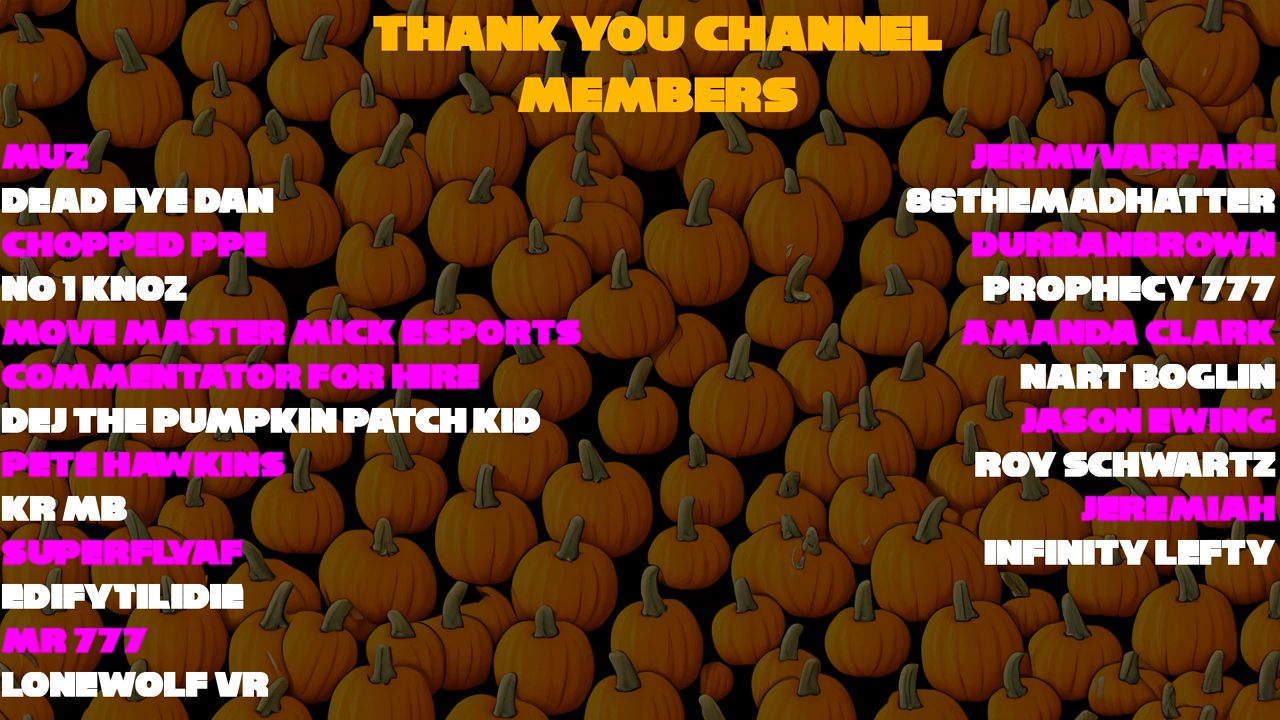 THANK YOU CHANNEL
MEMBERS
MUZ
DEAD EYE DAN
CHOPPED PPE
NO 1 KNOZ
MOVE MASTER MICK ESPORTS
COMMENTATOR FOR HIRE
DEJ THE PUMPKIN PATCH KID
PETE HAWKINS
KR MB
SUPERFLYAF
EDIFYTILIDIE
MR 777
LONEWOLF VR
JERMVVARFARE
86THEMADHATTER
DURBANBROWN
PROPHECY 777
AMANDA CLARK
NART BOGLIN
JASON EWING
ROY SCHWARTZ
JEREMIAH
INFINITY LEFTY